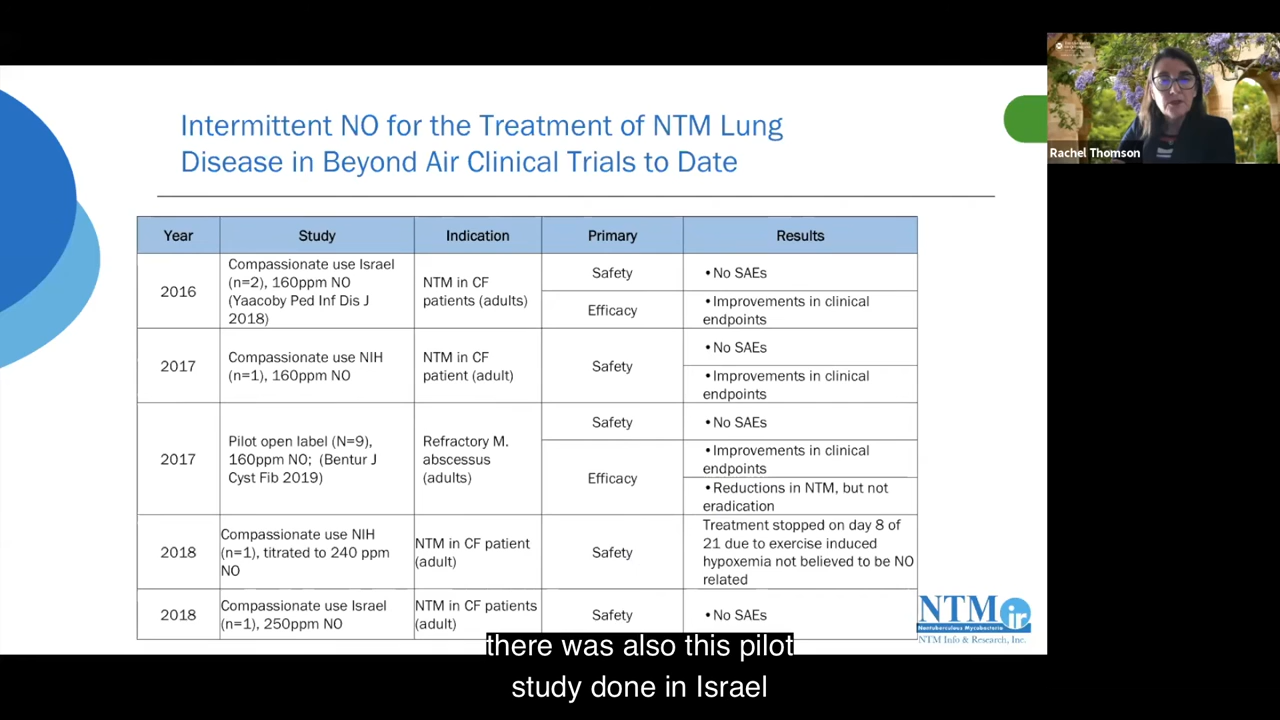 Intermittent NO for the Treatment of NTM Lung
Disease in Beyond Air Clinical Trials to Date
Rachel Thomson
Year
Study
Indication
Primary
Results
2016
Compassionate use Israel
(n=2), 160ppm NO
(Yaacoby Ped Inf Dis J
2018)
NTM in CF
patients (adults)
Safety
•No SAEs
Efficacy
•Improvements in clinical
endpoints
2017
Compassionate use NIH
(n=1), 160ppm NO
NTM in CF
patient (adult)
Safety
•No SAEs
•Improvements in clinical
endpoints
2017
Pilot open label (N=9),
160ppm NO; (Bentur J
Cyst Fib 2019)
Refractory M.
abscessus
(adults)
Safety
•No SAEs
Efficacy
•Improvements in clinical
endpoints
•Reductions in NTM, but not
eradication
2018
Compassionate use NIH
(n=1), titrated to 240 ppm
NO
NTM in CF patient
(adult)
Safety
Treatment stopped on day 8 of
21 due to exercise induced
hypoxemia not believed to be NO
related
2018
Compassionate use Israel
(n=1), 250ppm NO
NTM in CF patients
(adult)
Safety
•No SAEs
NTM ir
Nontuberculous Mycobacteria
NTM Info & Research, Inc.
there was also this pilot
study done in Israel